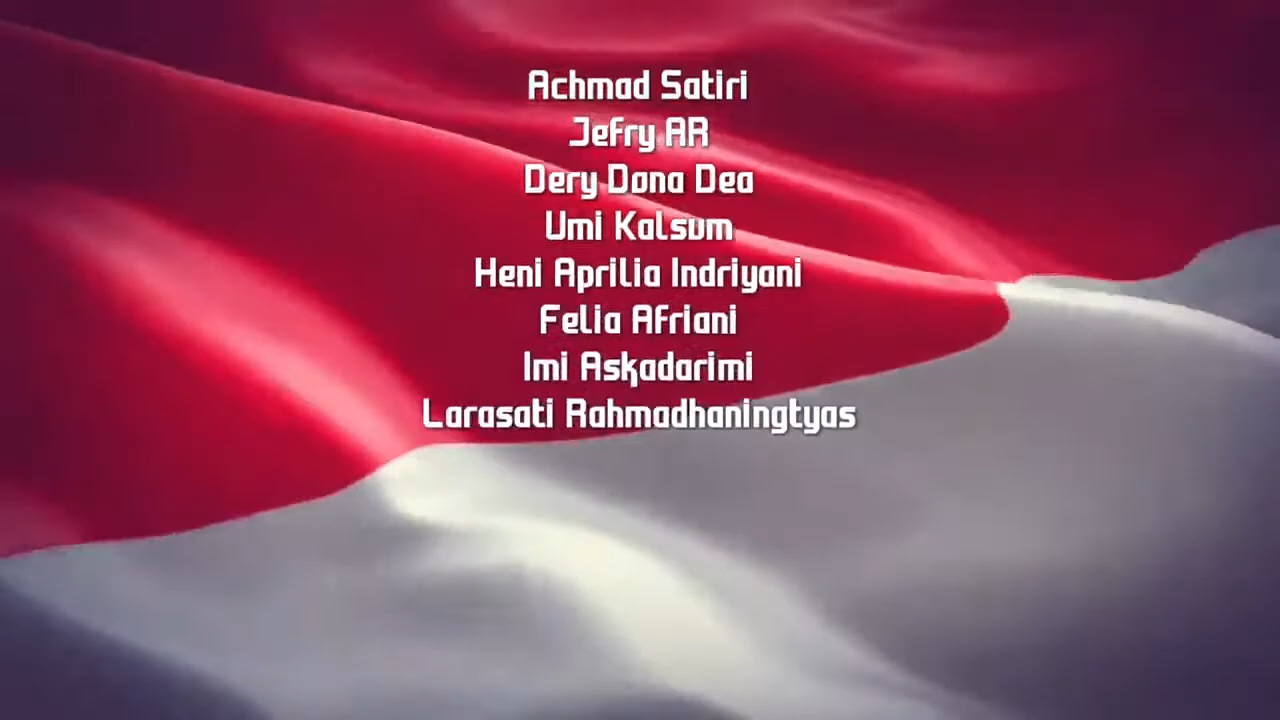 Achmad Satiri
Jefry AR
Dery Dona Dea
Umi Kalsum
Heni Aprilia Indriyani
Felia Afriani
Imi Askadarimi
Larasati Rahmadhaningtyas